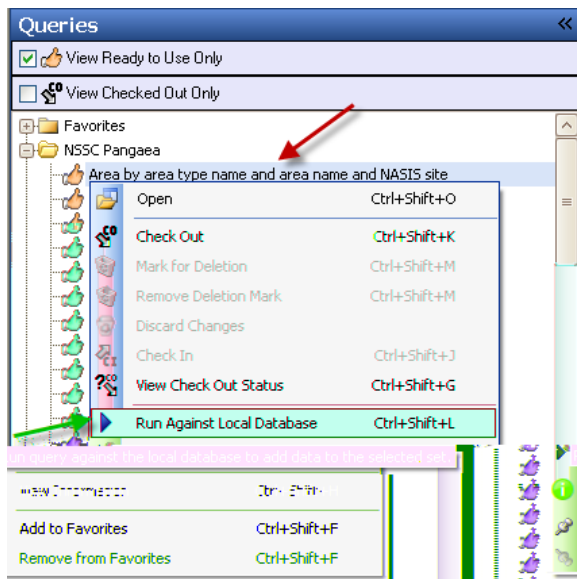 Queries
View Ready to Use Only
View Checked Out Only
Favorites
NSSC Pangaea
Area by area type name and area name and NASIS site
Open Ctrl+Shift+O
Check Out Ctrl+Shift+K
Mark for Deletion Ctrl+Shift+M
Remove Deletion Mark Ctrl+Shift+M
Discard Changes
Check In Ctrl+Shift+J
View Check Out Status Ctrl+Shift+G
Run Against Local Database Ctrl+Shift+L
un query against the local database to add data to the selected set.
Add to Favorites Ctrl+Shift+F
Remove from Favorites Ctrl+Shift+F